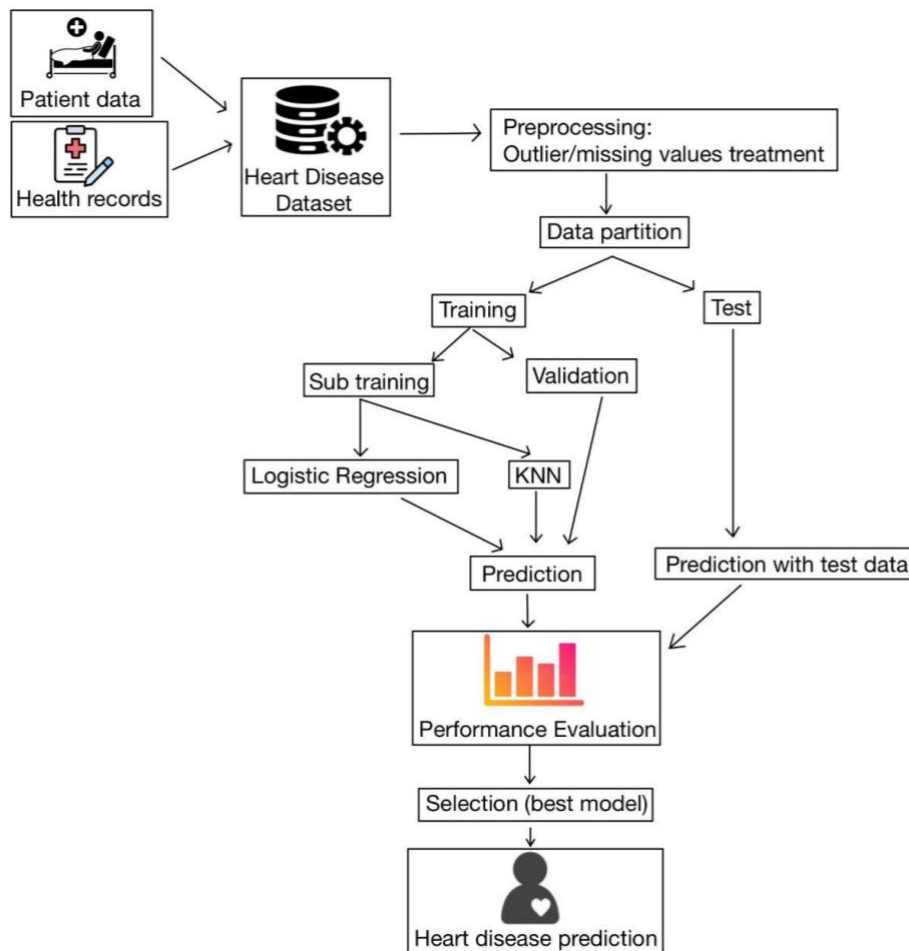 Patient data
Health records
Heart Disease
Dataset
Preprocessing:
Outlier/missing values treatment
Data partition
Training
Test
Sub training
Validation
Logistic Regression
KNN
Prediction
Prediction with test data
Performance Evaluation
Selection (best model)
Heart disease prediction